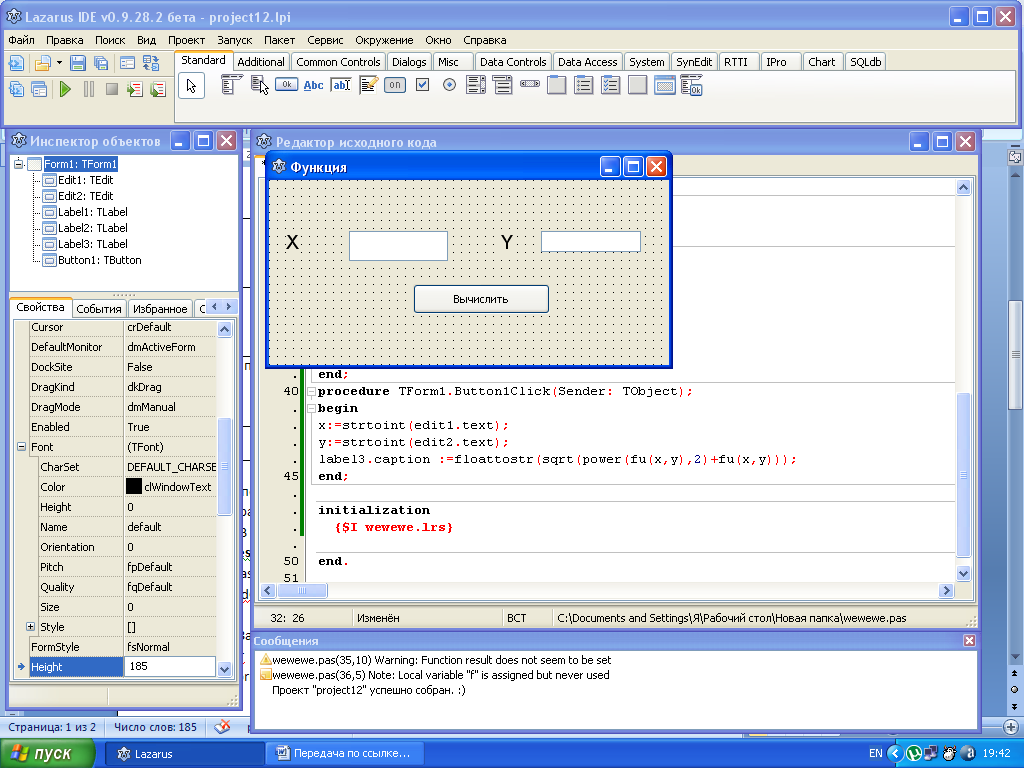 Lazarus IDE v0.9.28.2 бета - project12.lpi
Файл Правка Поиск Вид Проект Запуск Пакет Сервис Окружение Окно Справка
Standard Additional Common Controls Dialogs Misc Data Controls Data Access System SynEdit RTTI IPro Chart SQLdb
Ok Abc ab on Ok
Инспектор объектов
Form1: TForm1
Edit1: TEdit
Edit2: TEdit
Label1: TLabel
Label2: TLabel
Label3: TLabel
Button1: TButton
Свойства События Избранное
Cursor crDefault
DefaultMonitor dmActiveForm
DockSite False
DragKind dkDrag
DragMode dmManual
Enabled True
Font (TFont)
CharSet DEFAULT_CHARSE
Color clWindowText
Height 0
Name default
Orientation 0
Pitch fpDefault
Quality fqDefault
Size 0
Style []
FormStyle fsNormal
Height 185
Редактор исходного кода
Функция
X Y
Вычислить
end;
40 procedure TForm1.Button1Click(Sender: TObject);
begin
x:=strtoint(edit1.text);
y:=strtoint(edit2.text);
label3.caption :=floattostr(sqrt(power(fu(x,y),2)+fu(x,y)));
45 end;
initialization
{$I wewewe.lrs}
50 end.
51
32: 26 Изменён ВСТ C:\Documents and Settings\Я\Рабочий стол\Новая папка\wewewe.pas
Сообщения
wewewe.pas(35,10) Warning: Function result does not seem to be set
wewewe.pas(36,5) Note: Local variable "f" is assigned but never used
Проект "project12" успешно собран. :)
Страница: 1 из 2 Число слов: 185
пуск Lazarus Передача по ссылке... EN 19:42